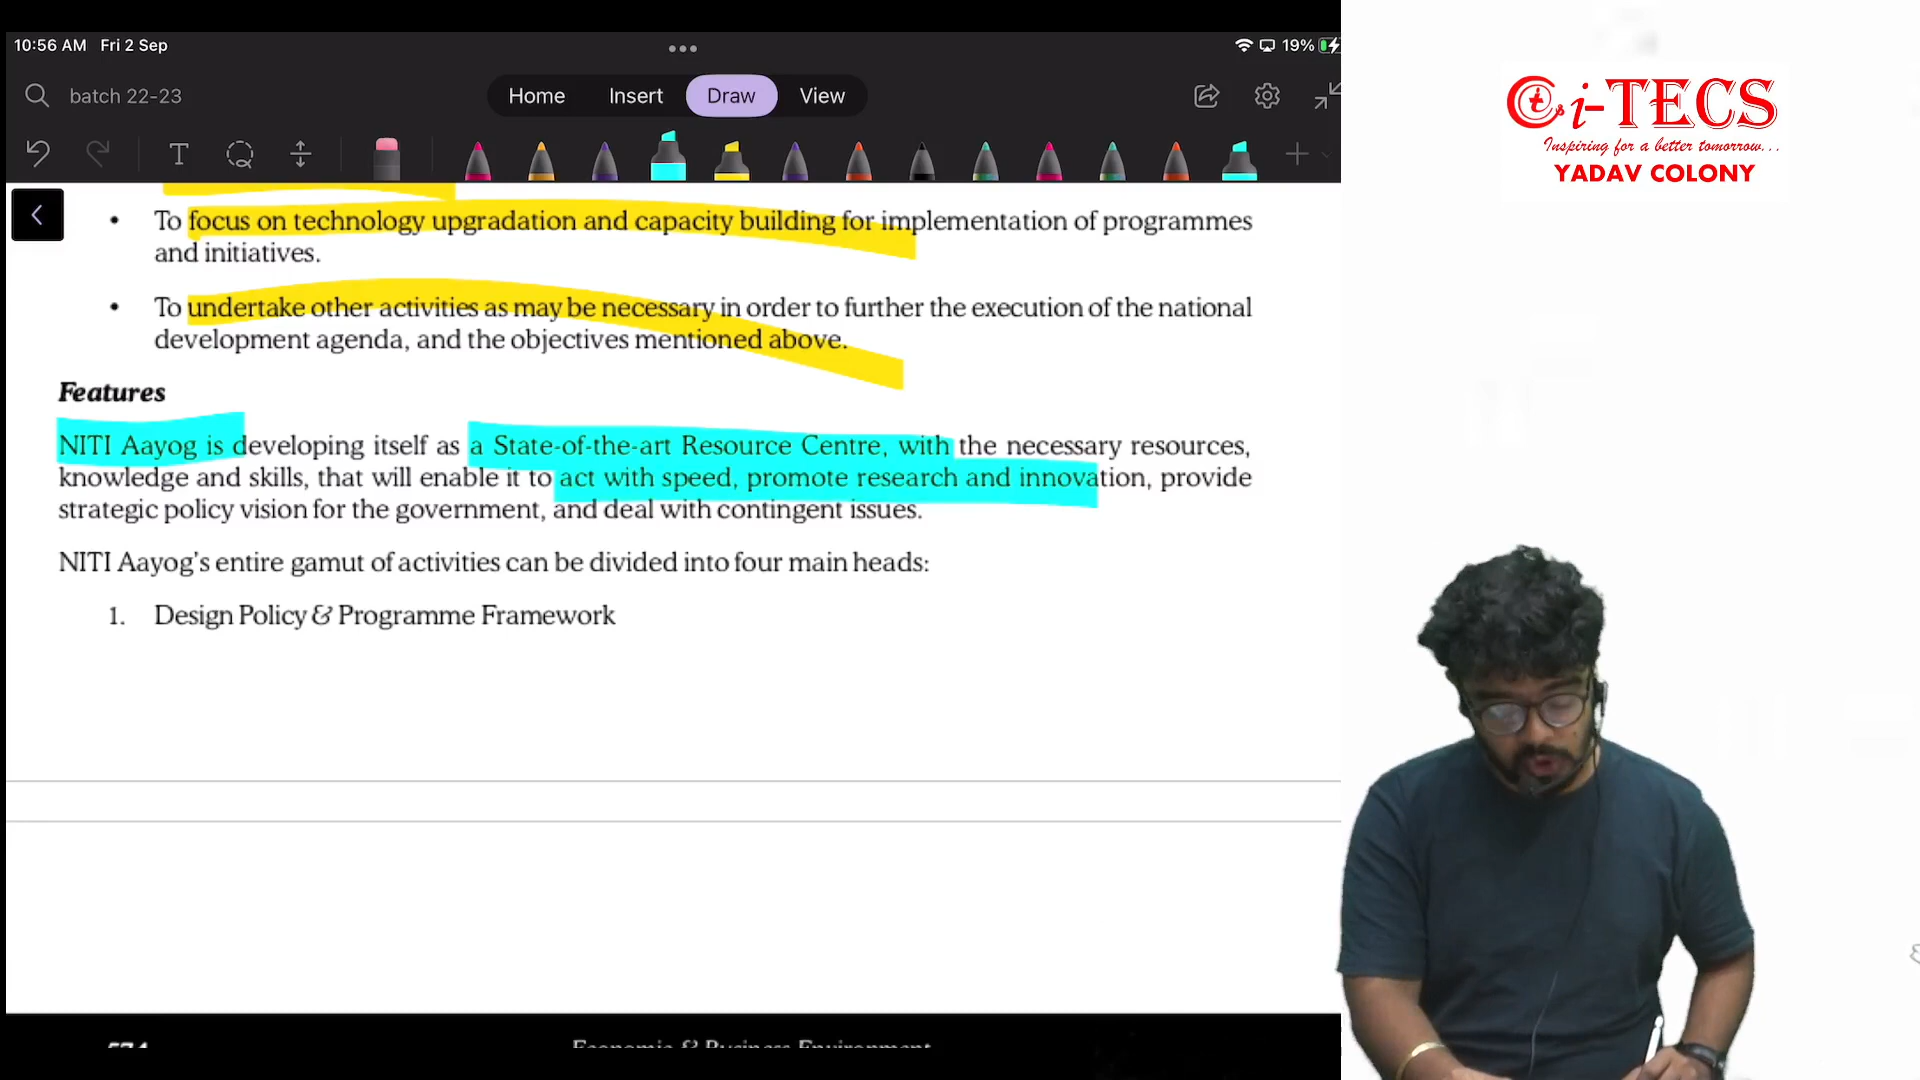 10:56 AM Fri 2 Sep
19%
batch 22-23
Home Insert Draw View
i-TECS
Inspiring for a better tomorrow...
YADAV COLONY
T
• To focus on technology upgradation and capacity building for implementation of programmes
and initiatives.
• To undertake other activities as may be necessary in order to further the execution of the national
development agenda, and the objectives mentioned above.
Features
NITI Aayog is developing itself as a State-of-the-art Resource Centre, with the necessary resources,
knowledge and skills, that will enable it to act with speed, promote research and innovation, provide
strategic policy vision for the government, and deal with contingent issues.
NITI Aayog's entire gamut of activities can be divided into four main heads:
1. Design Policy & Programme Framework
Economic & Business Environment